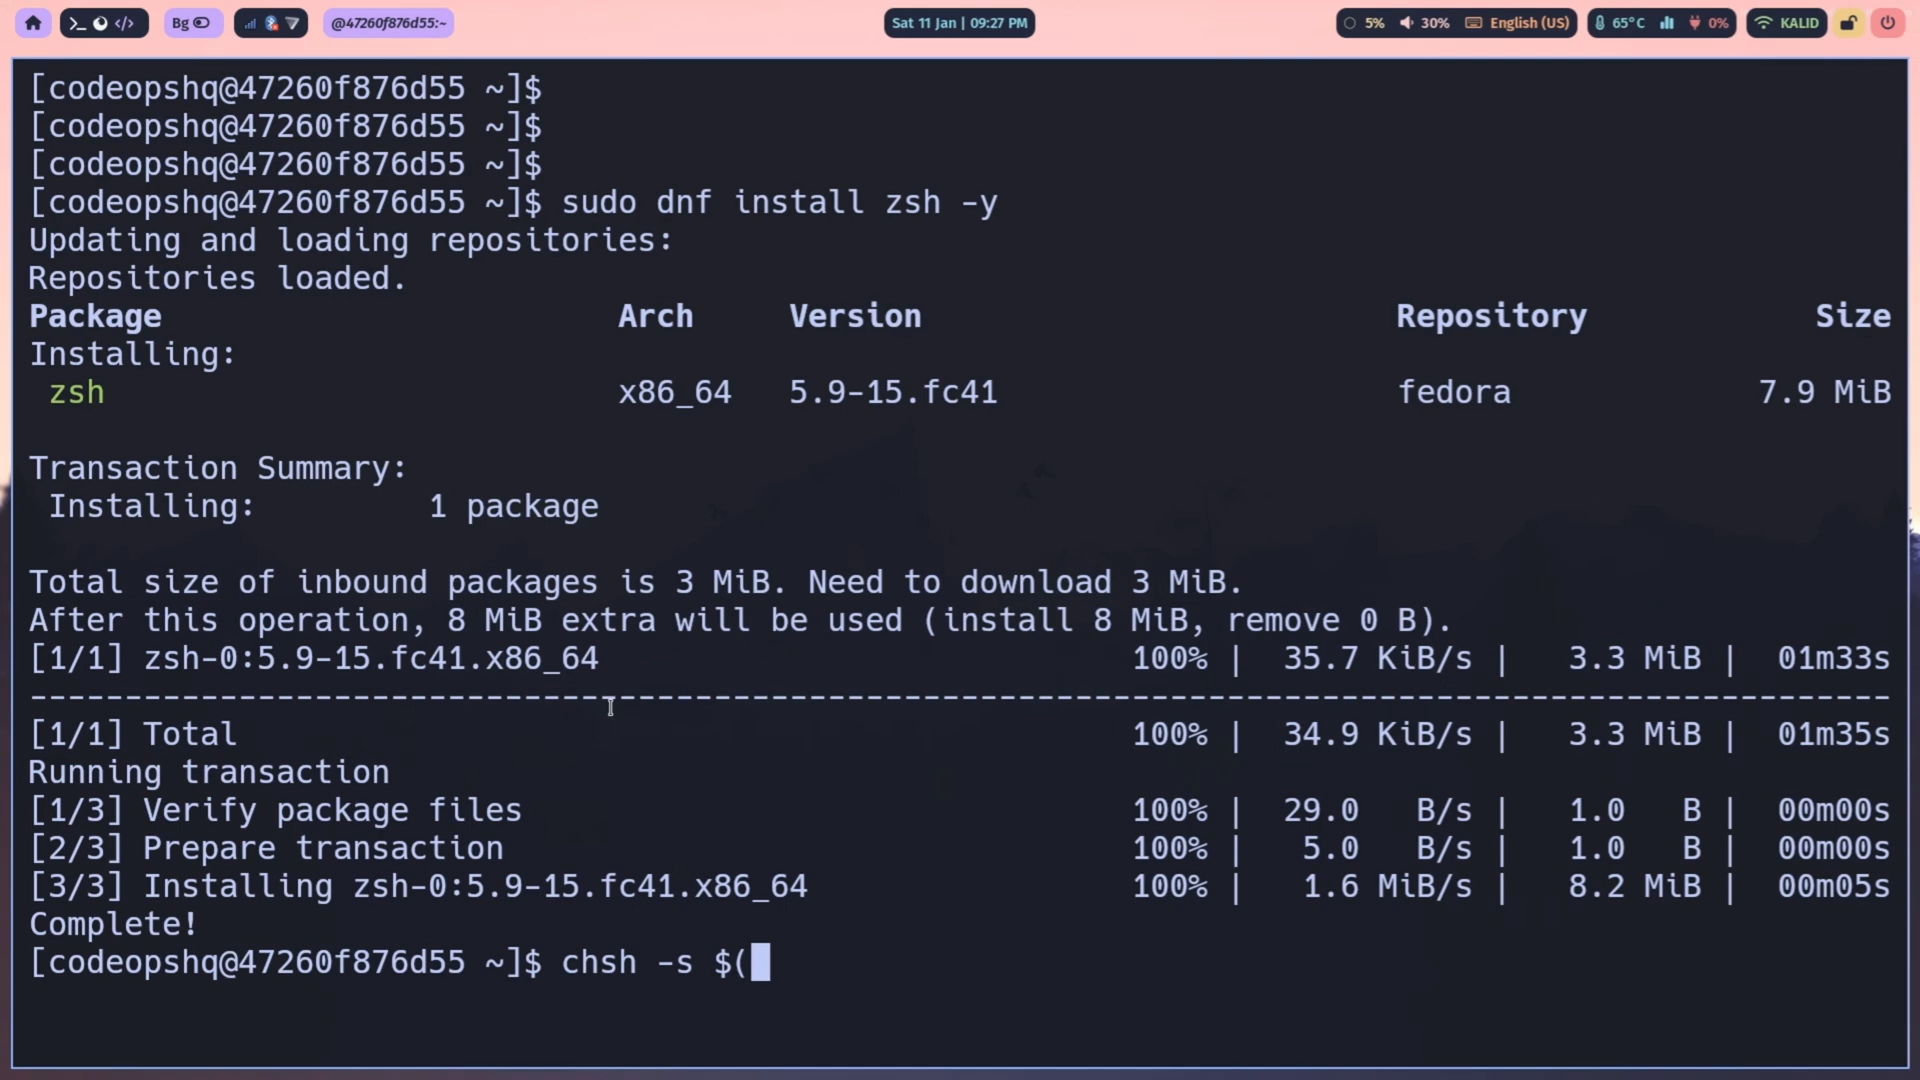 Bg
@47260f876d55:~
Sat 11 Jan | 09:27 PM
5%
30%
English (US)
65°C
0%
KALID
[codeopshq@47260f876d55 ~]$
[codeopshq@47260f876d55 ~]$
[codeopshq@47260f876d55 ~]$
[codeopshq@47260f876d55 ~]$ sudo dnf install zsh -y
Updating and loading repositories:
Repositories loaded.
Package Arch Version Repository Size
Installing:
zsh x86_64 5.9-15.fc41 fedora 7.9 MiB
Transaction Summary:
Installing: 1 package
Total size of inbound packages is 3 MiB. Need to download 3 MiB.
After this operation, 8 MiB extra will be used (install 8 MiB, remove 0 B).
[1/1] zsh-0:5.9-15.fc41.x86_64 100% | 35.7 KiB/s | 3.3 MiB | 01m33s
--------------------------------------------------------------------------------------------------
[1/1] Total 100% | 34.9 KiB/s | 3.3 MiB | 01m35s
Running transaction
[1/3] Verify package files 100% | 29.0 B/s | 1.0 B | 00m00s
[2/3] Prepare transaction 100% | 5.0 B/s | 1.0 B | 00m00s
[3/3] Installing zsh-0:5.9-15.fc41.x86_64 100% | 1.6 MiB/s | 8.2 MiB | 00m05s
Complete!
[codeopshq@47260f876d55 ~]$ chsh -s $(